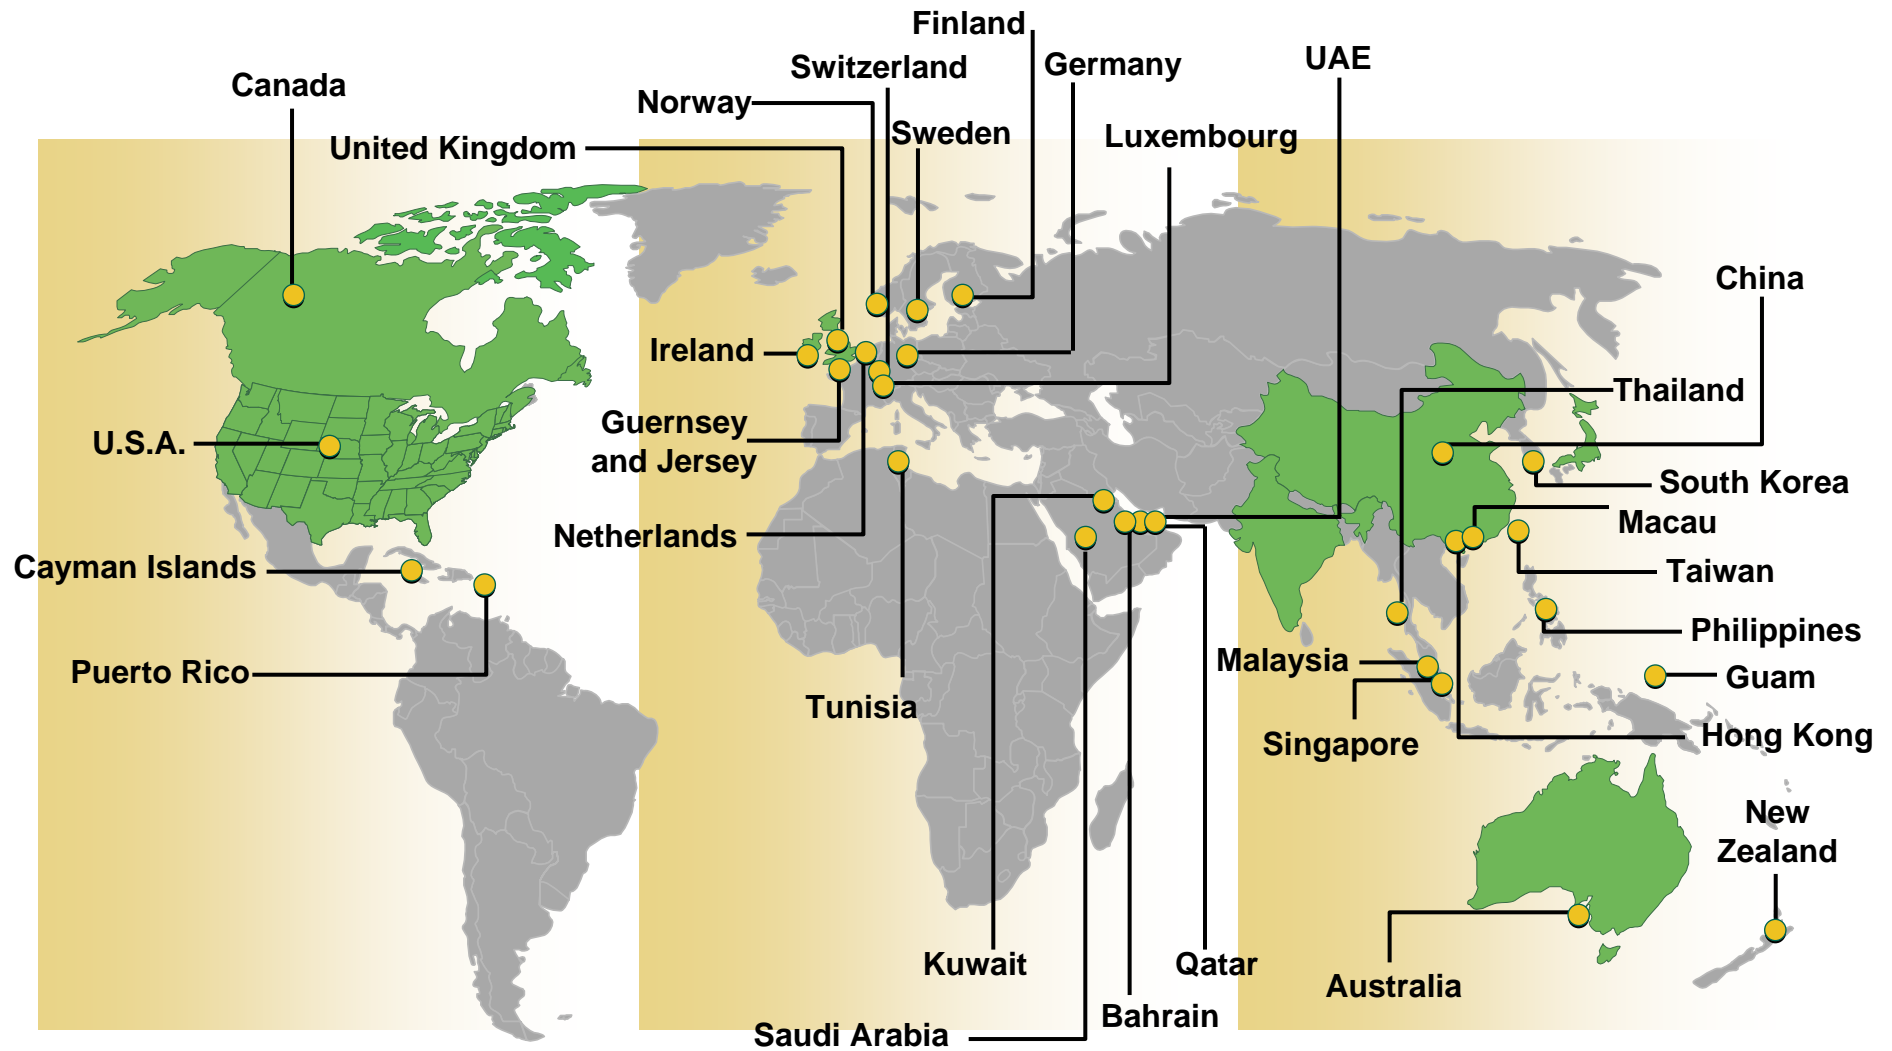 Finland
Switzerland
Germany
UAE
Canada
Norway
Sweden
Luxembourg
United Kingdom
China
Ireland
Thailand
Guernsey
and Jersey
U.S.A.
South Korea
Macau
Netherlands
Cayman Islands
Taiwan
Philippines
Malaysia
Puerto Rico
Guam
Tunisia
Singapore
Hong Kong
New
Zealand
Kuwait
Qatar
Australia
Bahrain
Saudi Arabia